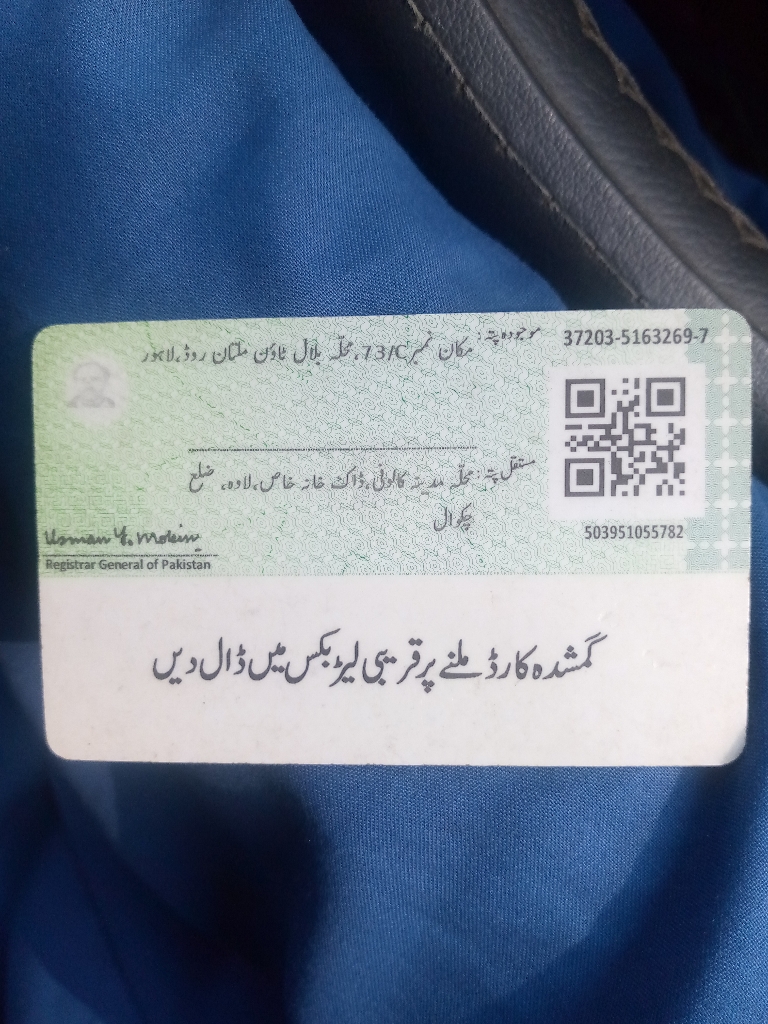 موجودہ پتہ: مکان نمبر 73/C، محلہ بلال ٹاؤن ملتان روڈ، لاہور
37203-5163269-7
مستقل پتہ: محلہ مدینہ کالونی، ڈاک خانہ خاص، لاوہ، ضلع
چکوال
503951055782
Usman Y. Mobin
Registrar General of Pakistan
گمشدہ کارڈ ملنے پر قریبی لیٹر بکس میں ڈال دیں